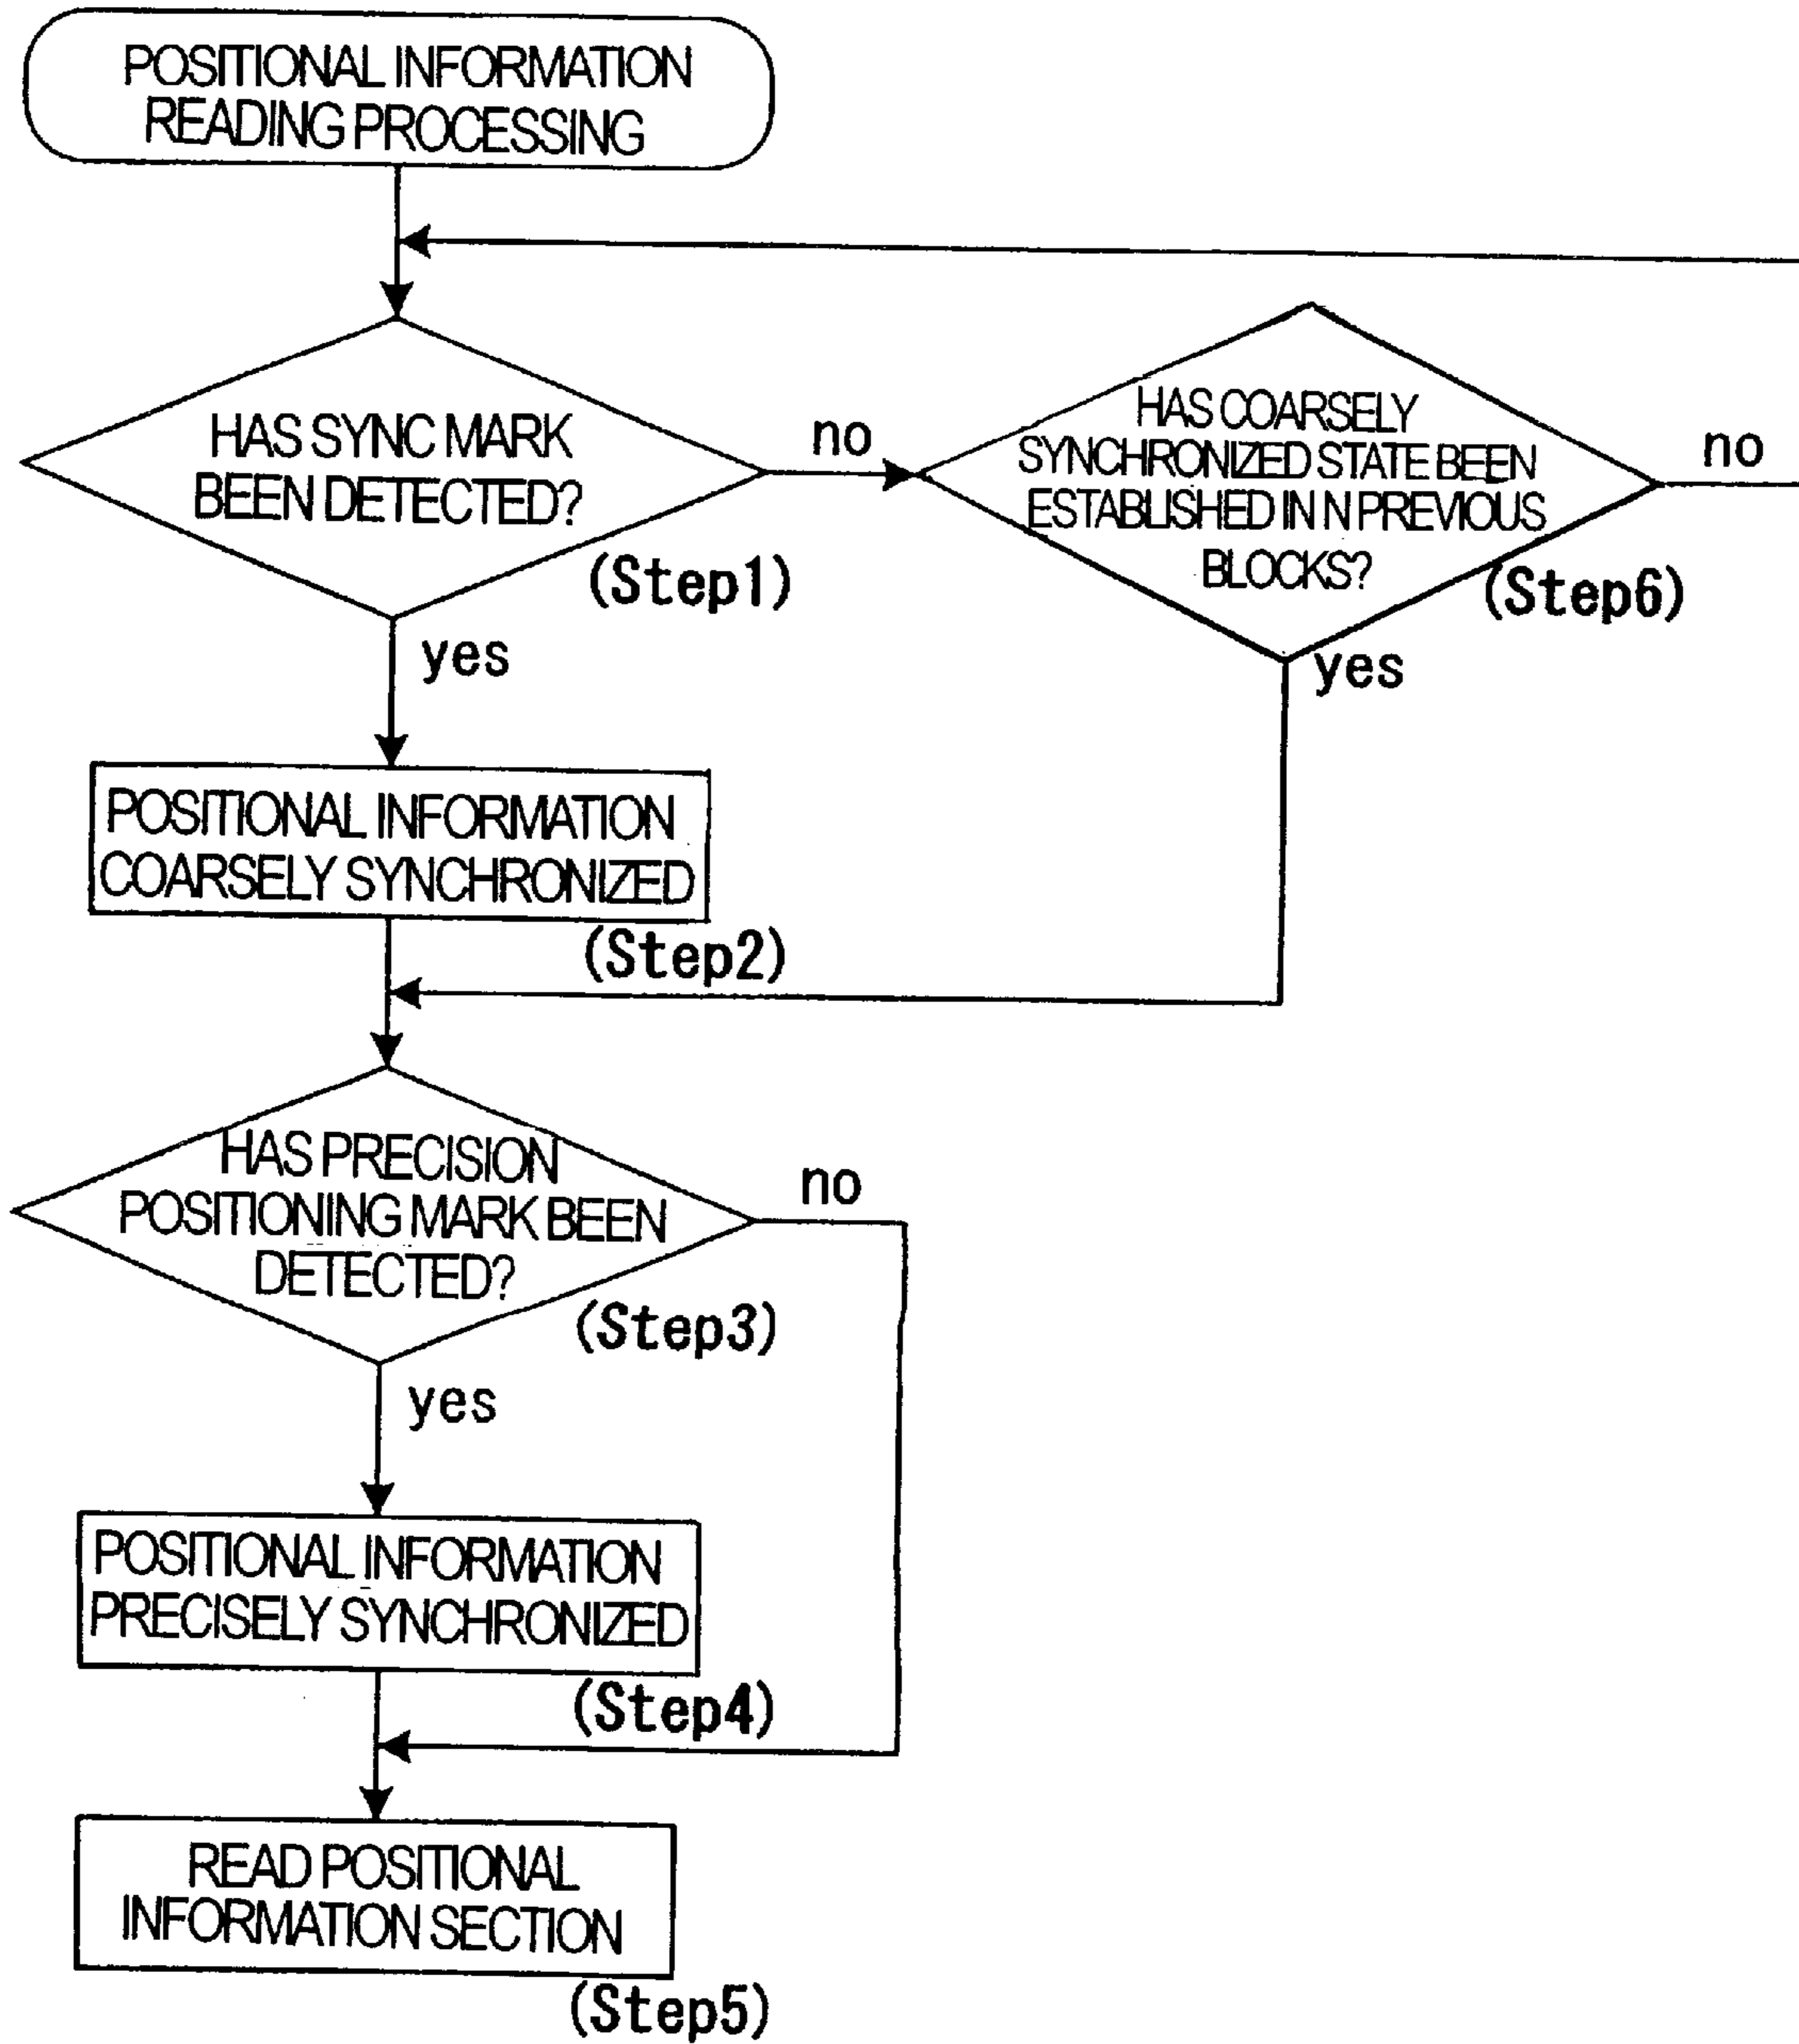 POSITIONAL INFORMATION
READING PROCESSING
HAS SYNC MARK
BEEN DETECTED?
(Step1)
no
HAS COARSELY
SYNCHRONIZED STATE BEEN
ESTABLISHED IN N PREVIOUS
BLOCKS?
(Step6)
no
yes
yes
POSITIONAL INFORMATION
COARSELY SYNCHRONIZED
(Step2)
HAS PRECISION
POSITIONING MARK BEEN
DETECTED?
(Step3)
no
yes
POSITIONAL INFORMATION
PRECISELY SYNCHRONIZED
(Step4)
READ POSITIONAL
INFORMATION SECTION
(Step5)